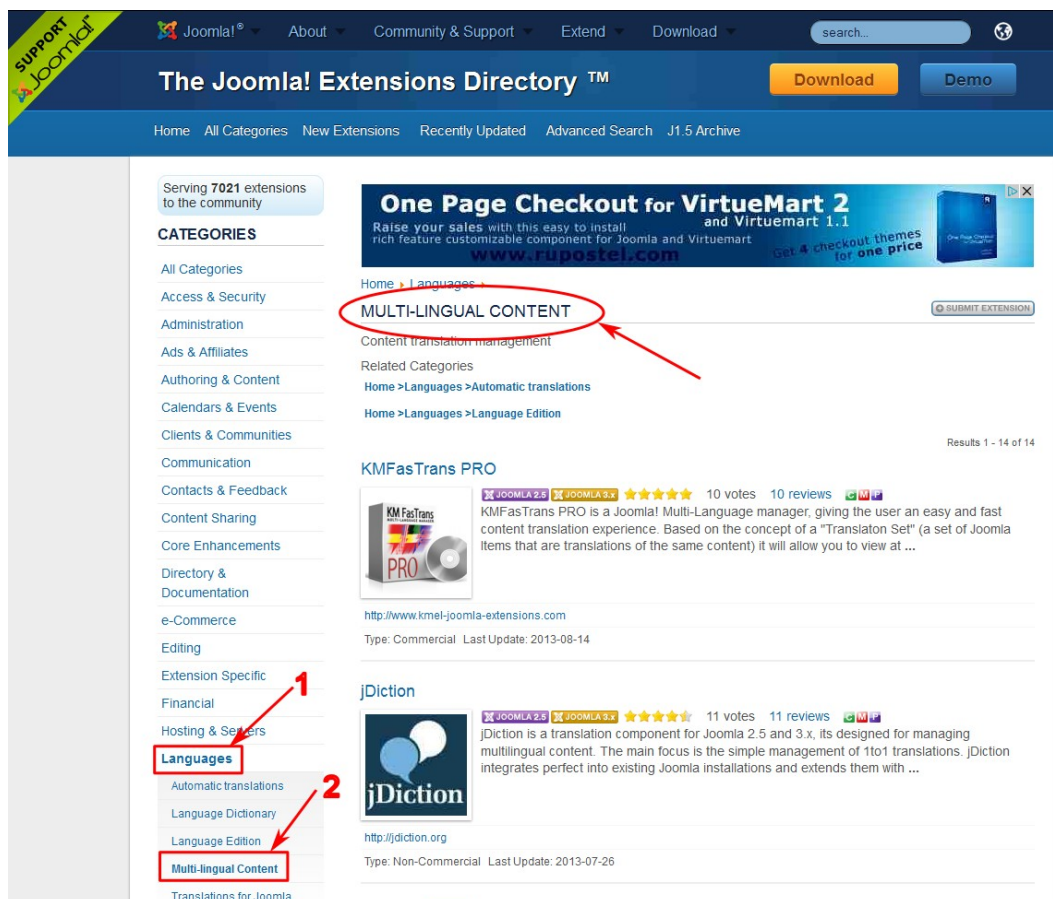 SUPPORT
Joomla!
Joomla!® About Community & Support Extend Download search...
The Joomla! Extensions Directory ™ Download Demo
Home All Categories New Extensions Recently Updated Advanced Search J1.5 Archive
Serving 7021 extensions
to the community
CATEGORIES
All Categories
Access & Security
Administration
Ads & Affiliates
Authoring & Content
Calendars & Events
Clients & Communities
Communication
Contacts & Feedback
Content Sharing
Core Enhancements
Directory &
Documentation
e-Commerce
Editing
Extension Specific
1
Financial
Hosting & Servers
Languages
Automatic translations
2
Language Dictionary
Language Edition
Multi-lingual Content
Translations for Joomla
One Page Checkout for VirtueMart 2
and Virtuemart 1.1
Raise your sales with this easy to install
rich feature customizable component for Joomla and Virtuemart
www.rupostel.com
Get 4 checkout themes
for one price
Home Languages
MULTI-LINGUAL CONTENT
SUBMIT EXTENSION
Content translation management
Related Categories
Home >Languages >Automatic translations
Home >Languages >Language Edition
Results 1 - 14 of 14
KMFasTrans PRO
KM FasTrans
PRO
JOOMLA 2.5 JOOMLA 3.x 10 votes 10 reviews C M P
KMFasTrans PRO is a Joomla! Multi-Language manager, giving the user an easy and fast
content translation experience. Based on the concept of a "Translaton Set" (a set of Joomla
Items that are translations of the same content) it will allow you to view at ...
http://www.kmel-joomla-extensions.com
Type: Commercial Last Update: 2013-08-14
jDiction
jDiction
JOOMLA 2.5 JOOMLA 3.x 11 votes 11 reviews C M P
jDiction is a translation component for Joomla 2.5 and 3.x, its designed for managing
multilingual content. The main focus is the simple management of 1to1 translations. jDiction
integrates perfect into existing Joomla installations and extends them with ...
http://jdiction.org
Type: Non-Commercial Last Update: 2013-07-26